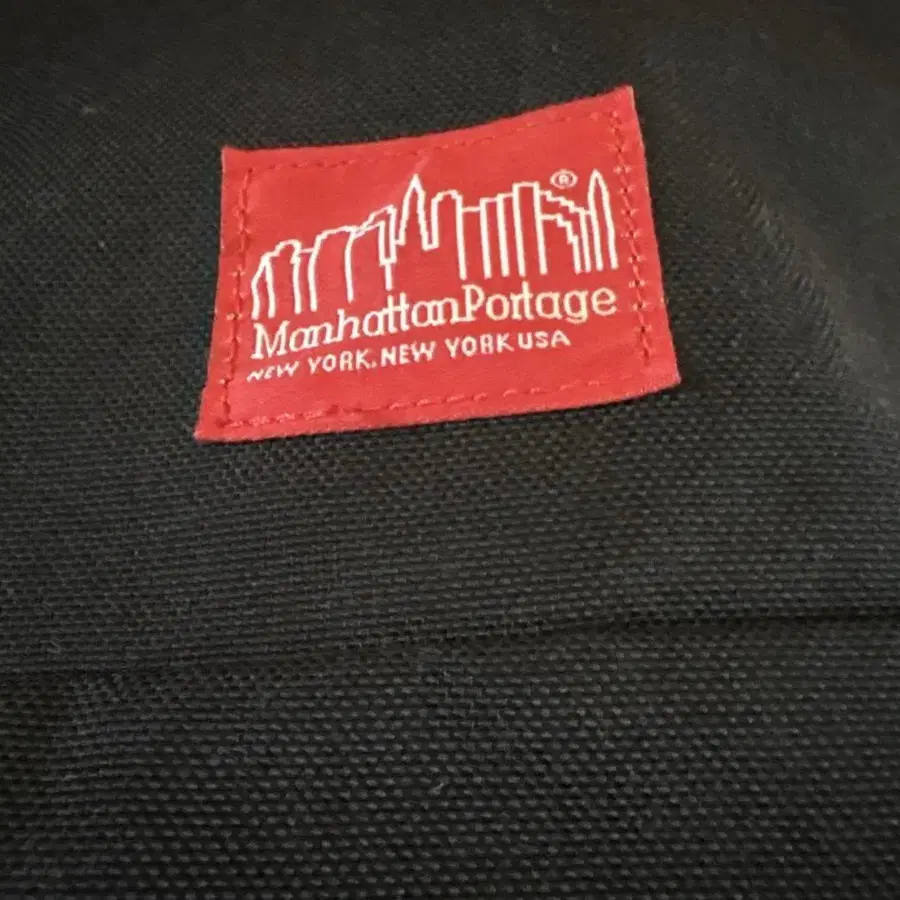 ®
ManhattanPortage
NEW YORK, NEW YORK USA